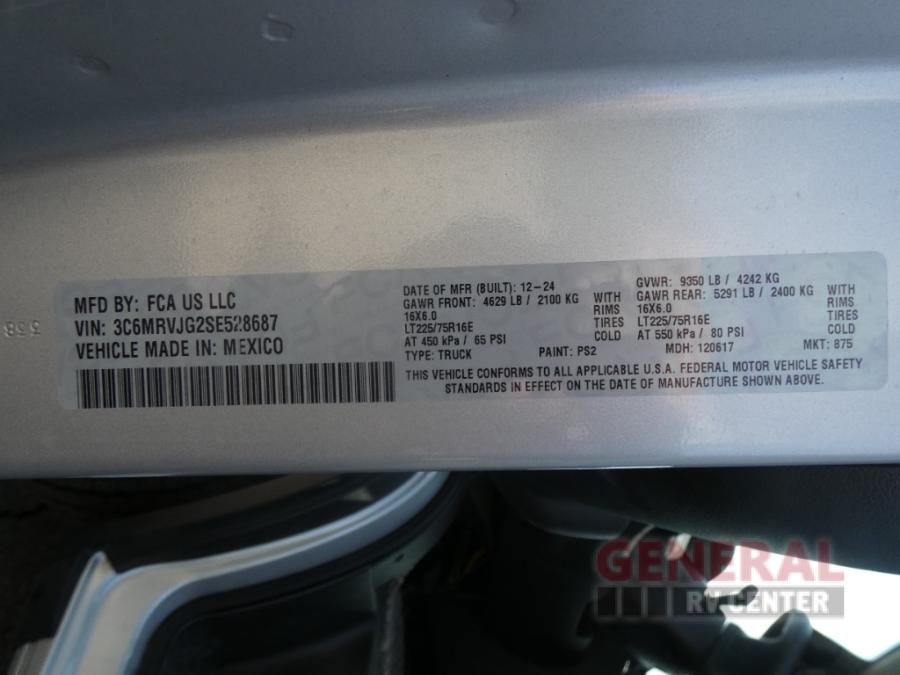 MFD BY: FCA US LLC
VIN: 3C6MRVJG2SE528687
VEHICLE MADE IN: MEXICO
DATE OF MFR (BUILT): 12-24
GAWR FRONT: 4629 LB / 2100 KG
16X6.0 WITH
LT225/75R16E TIRES
AT 450 kPa / 65 PSI COLD
TYPE: TRUCK PAINT: PS2
GVWR: 9350 LB / 4242 KG
GAWR REAR: 5291 LB / 2400 KG
16X6.0 WITH
LT225/75R16E TIRES
AT 550 kPa / 80 PSI COLD
MDH: 120617 MKT: 875
THIS VEHICLE CONFORMS TO ALL APPLICABLE U.S.A. FEDERAL MOTOR VEHICLE SAFETY
STANDARDS IN EFFECT ON THE DATE OF MANUFACTURE SHOWN ABOVE.
GENERAL
RV CENTER